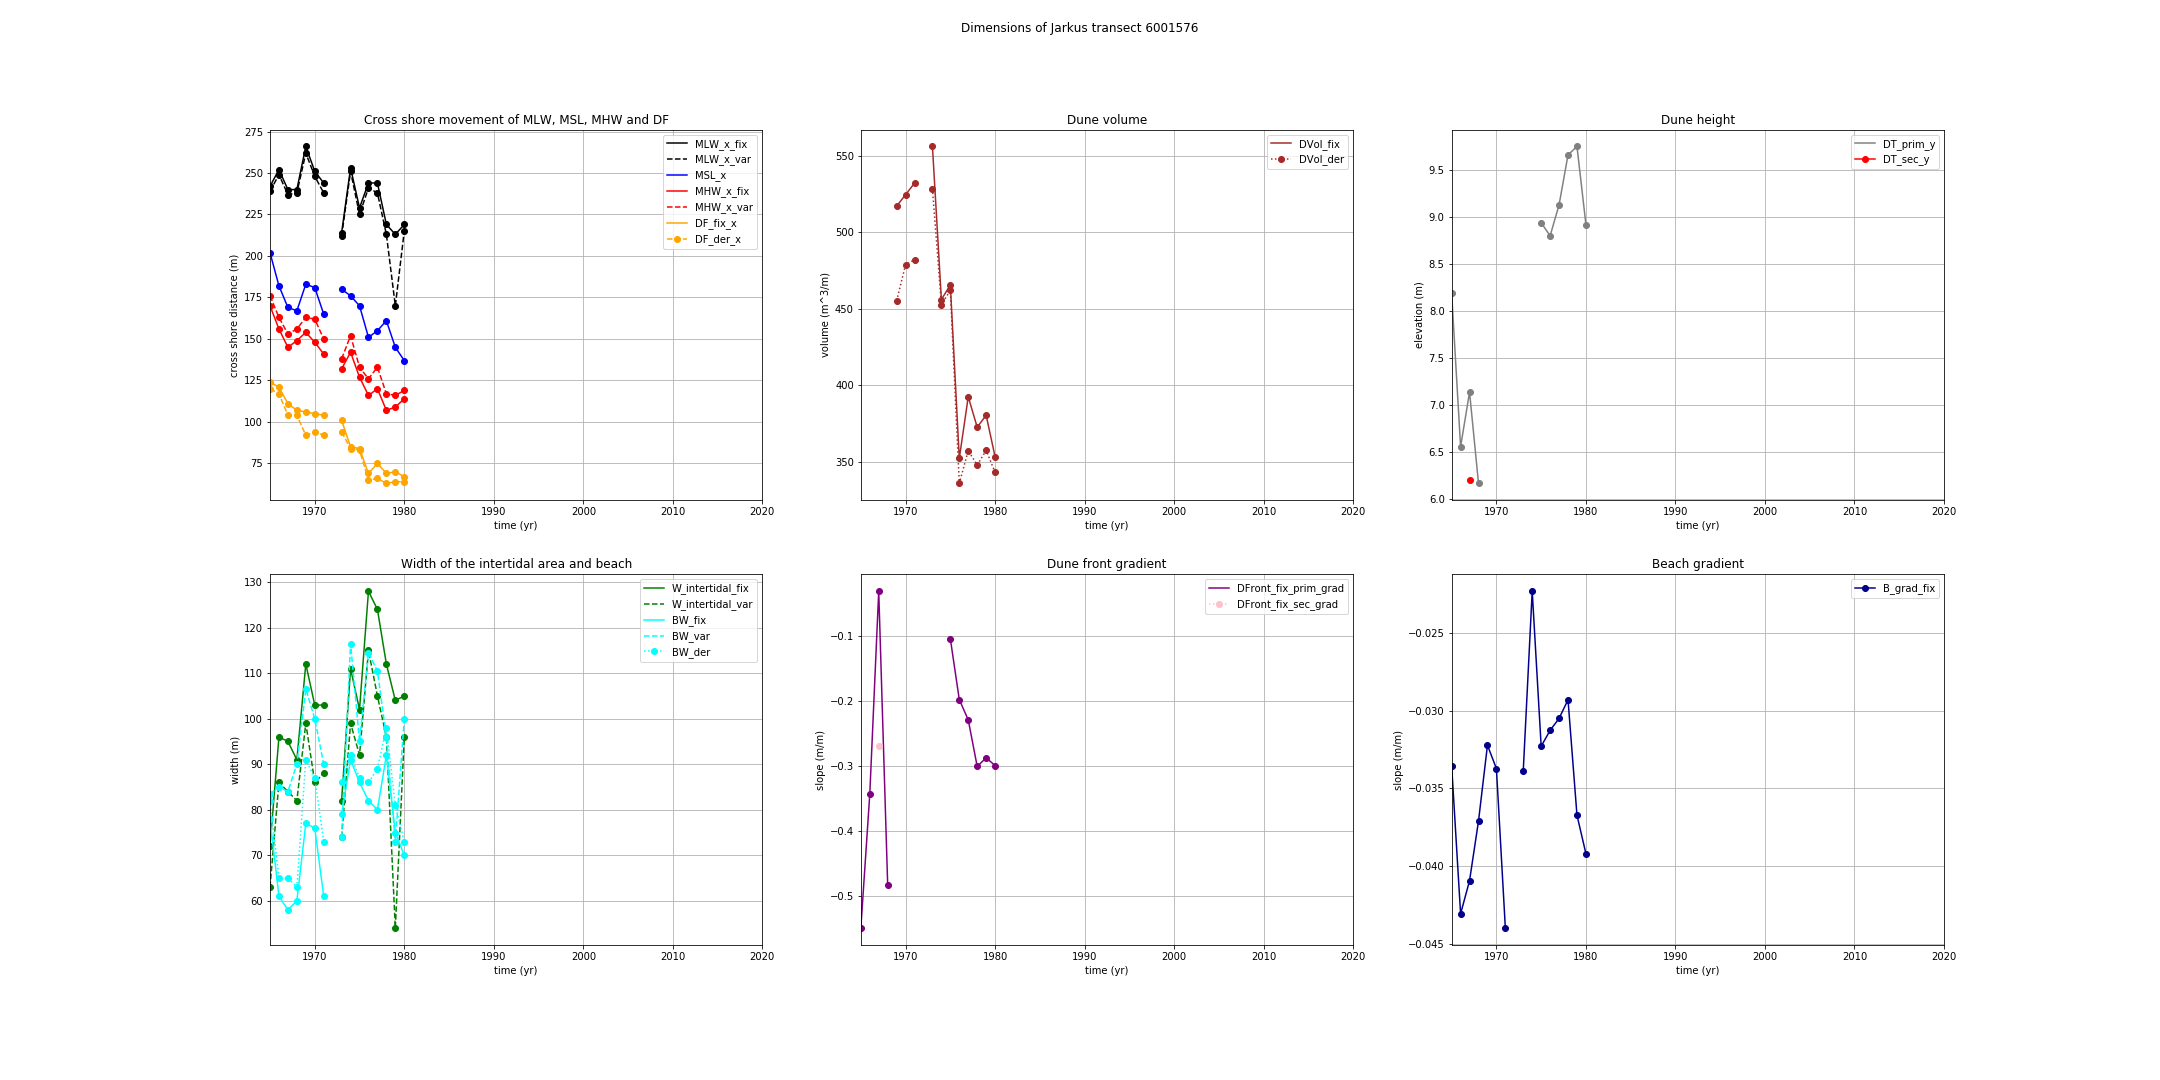 Dimensions of Jarkus transect 6001576
Cross shore movement of MLW, MSL, MHW and DF
cross shore distance (m)
275
250
225
200
175
150
125
100
75
MLW_x_fix
MLW_x_var
MSL_x
MHW_x_fix
MHW_x_var
DF_fix_x
DF_der_x
1970 1980 1990 2000 2010 2020
time (yr)
Dune volume
volume (m^3/m)
550
500
450
400
350
DVol_fix
DVol_der
1970 1980 1990 2000 2010 2020
time (yr)
Dune height
elevation (m)
9.5
9.0
8.5
8.0
7.5
7.0
6.5
6.0
DT_prim_y
DT_sec_y
1970 1980 1990 2000 2010 2020
time (yr)
Width of the intertidal area and beach
width (m)
130
120
110
100
90
80
70
60
W_intertidal_fix
W_intertidal_var
BW_fix
BW_var
BW_der
1970 1980 1990 2000 2010 2020
time (yr)
Dune front gradient
slope (m/m)
−0.1
−0.2
−0.3
−0.4
−0.5
DFront_fix_prim_grad
DFront_fix_sec_grad
1970 1980 1990 2000 2010 2020
time (yr)
Beach gradient
slope (m/m)
−0.025
−0.030
−0.035
−0.040
−0.045
B_grad_fix
1970 1980 1990 2000 2010 2020
time (yr)